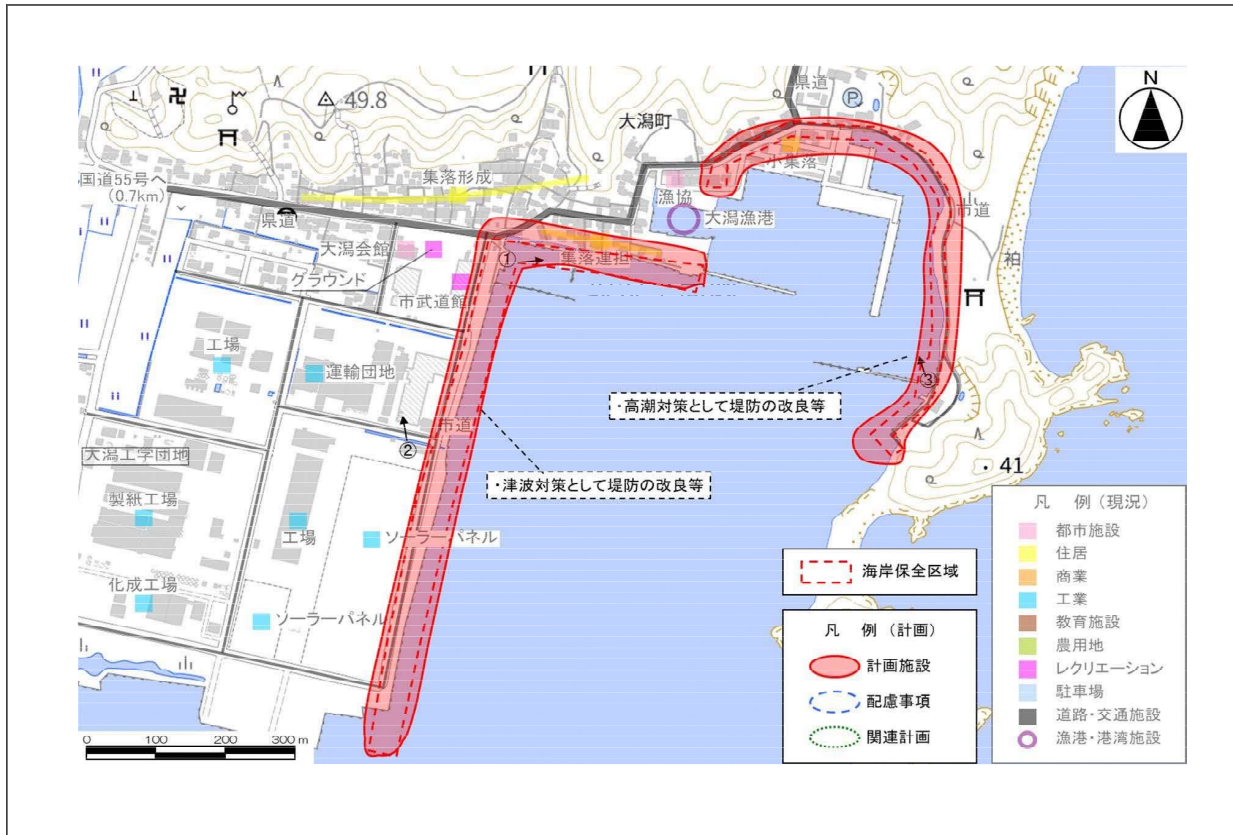 N
49.8
県道
P
大潟町
小集落
国道55号へ
(0.7km)
集落形成
漁協
市道
大潟漁港
県道
大潟会館
集落連担
①
グラウンド
市武道館
工場
運輸団地
③
・高潮対策として堤防の改良等
市道
②
大潟工字団地
41
・津波対策として堤防の改良等
製紙工場
工場
ソーラーパネル
化成工場
ソーラーパネル
海岸保全区域
凡 例 (計画)
計画施設
配慮事項
関連計画
凡 例 (現況)
都市施設
住居
商業
工業
教育施設
農用地
レクリエーション
駐車場
道路・交通施設
漁港・港湾施設
0 100 200 300 m